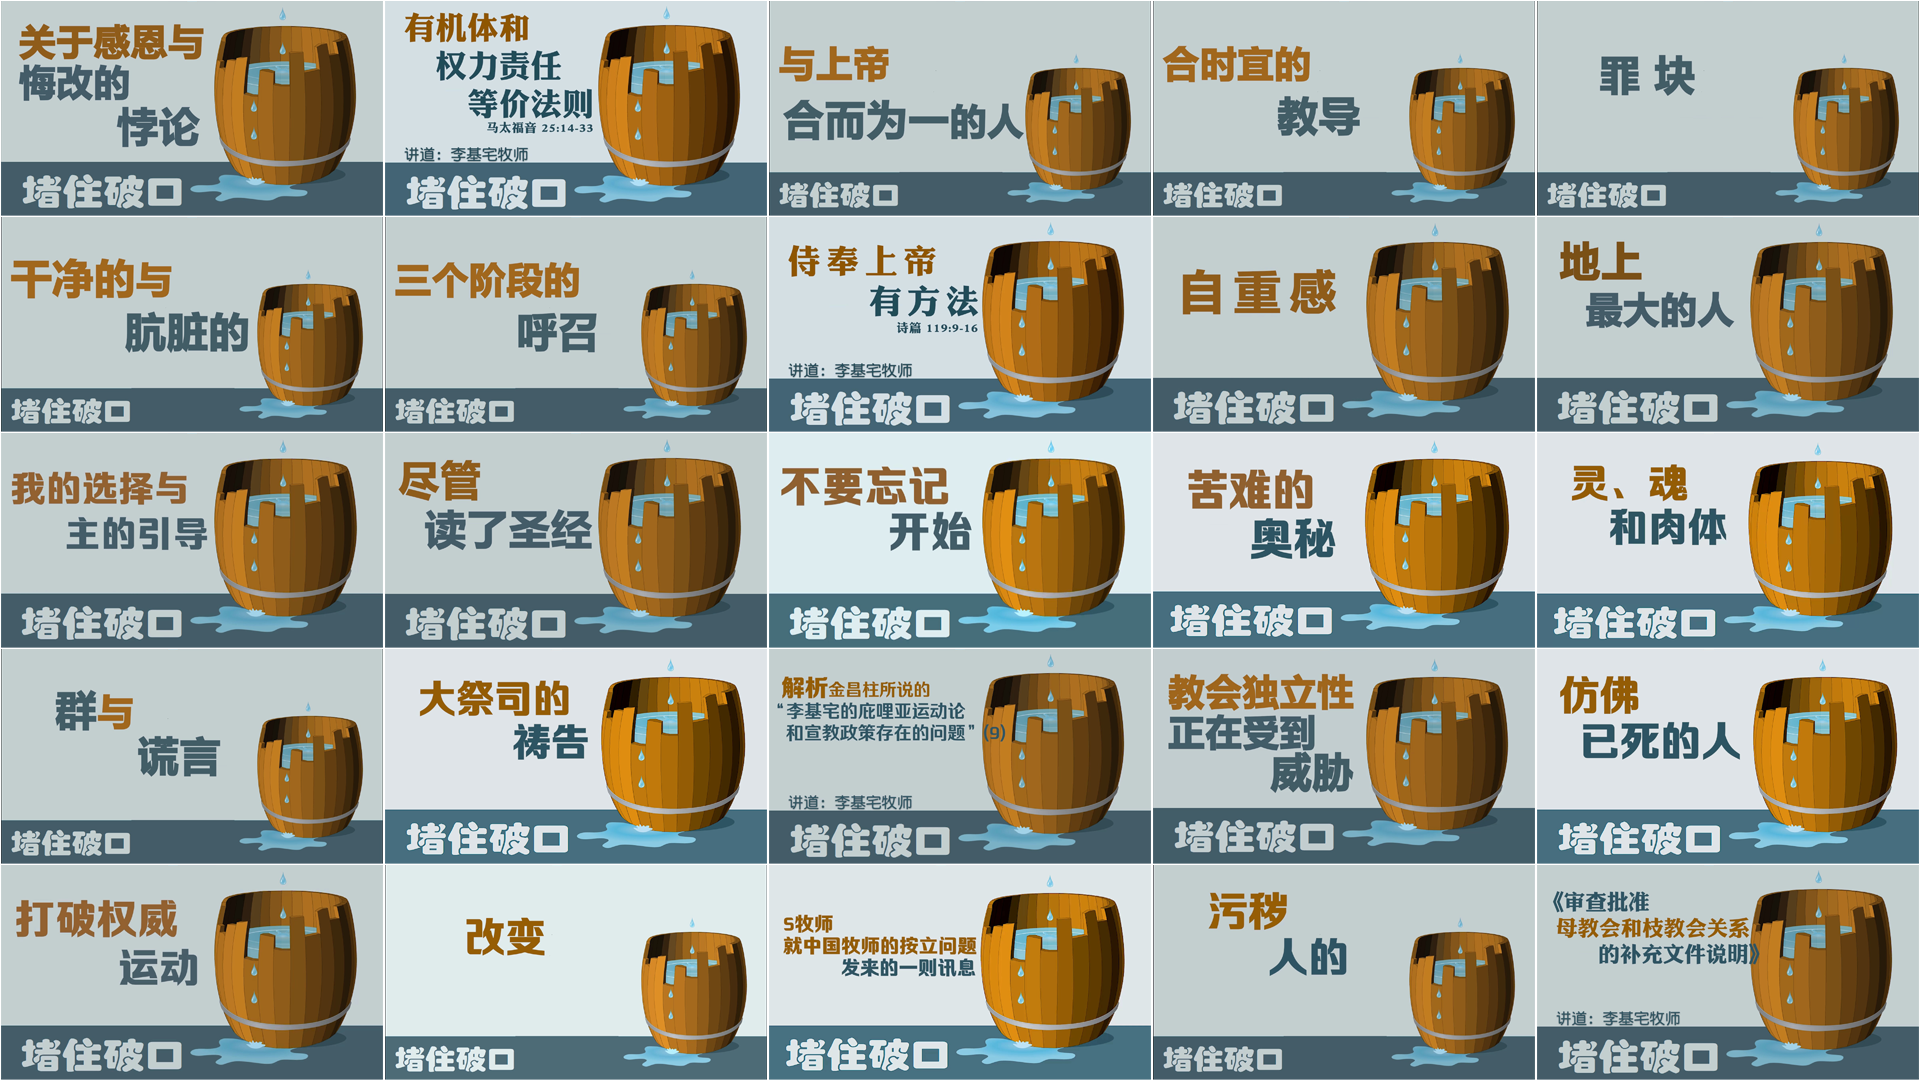 关于感恩与
悔改的
悖论
堵住破口
有机体和
权力责任
等价法则
马太福音 25:14-33
讲道：李基宅牧师
堵住破口
与上帝
合而为一的人
堵住破口
合时宜的
教导
堵住破口
罪 块
堵住破口
干净的与
肮脏的
堵住破口
三个阶段的
呼召
堵住破口
侍奉上帝
有方法
诗篇 119:9-16
讲道：李基宅牧师
堵住破口
自重感
堵住破口
地上
最大的人
堵住破口
我的选择与
主的引导
堵住破口
尽管
读了圣经
堵住破口
不要忘记
开始
堵住破口
苦难的
奥秘
堵住破口
灵、魂
和肉体
堵住破口
群与
谎言
堵住破口
大祭司的
祷告
堵住破口
解析金昌柱所说的
“李基宅的庇哩亚运动论
和宣教政策存在的问题”(9)
讲道：李基宅牧师
堵住破口
教会独立性
正在受到
威胁
堵住破口
仿佛
已死的人
堵住破口
打破权威
运动
堵住破口
改变
堵住破口
S牧师
就中国牧师的按立问题
发来的一则讯息
堵住破口
污秽
人的
堵住破口
《审查批准
母教会和枝教会关系
的补充文件说明》
讲道：李基宅牧师
堵住破口